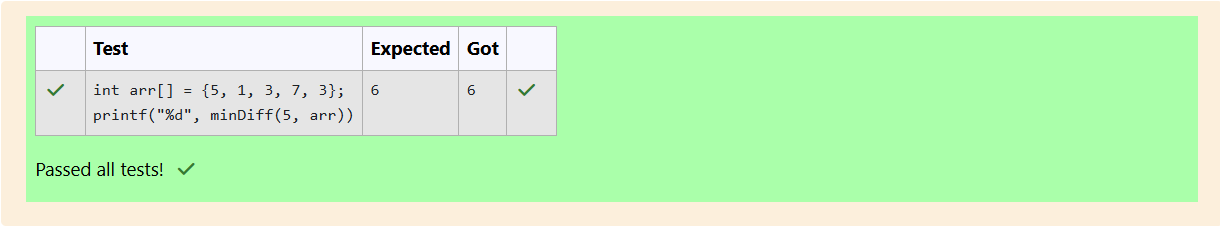 Test Expected Got
int arr[] = {5, 1, 3, 7, 3}; 6 6
printf("%d", minDiff(5, arr))
Passed all tests!